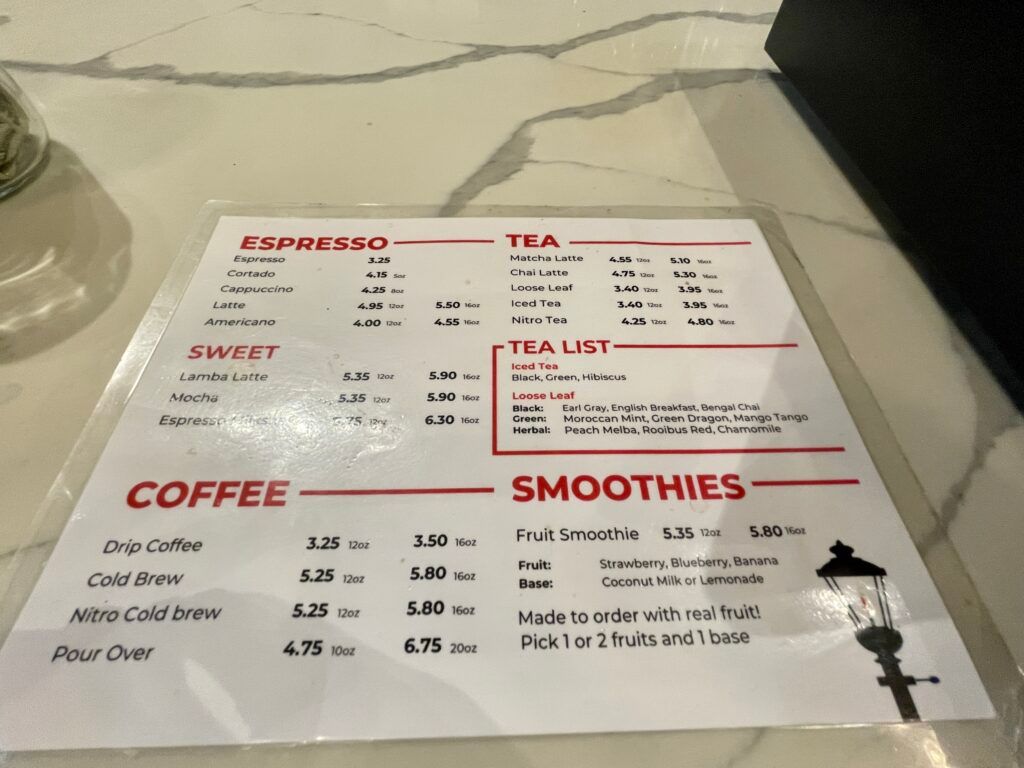 ESPRESSO
Espresso 3.25
Cortado 4.15 5oz
Cappuccino 4.25 8oz
Latte 4.95 12oz 5.50 16oz
Americano 4.00 12oz 4.55 16oz
SWEET
Lamba Latte 5.35 12oz 5.90 16oz
Mocha 5.35 12oz 5.90 16oz
Espresso 5.75 12oz 6.30 16oz
TEA
Matcha Latte 4.55 12oz 5.10 16oz
Chai Latte 4.75 12oz 5.30 16oz
Loose Leaf 3.40 12oz 3.95 16oz
Iced Tea 3.40 12oz 3.95 16oz
Nitro Tea 4.25 12oz 4.80 16oz
TEA LIST
Iced Tea
Black, Green, Hibiscus
Loose Leaf
Black: Earl Gray, English Breakfast, Bengal Chai
Green: Moroccan Mint, Green Dragon, Mango Tango
Herbal: Peach Melba, Rooibus Red, Chamomile
COFFEE
Drip Coffee 3.25 12oz 3.50 16oz
Cold Brew 5.25 12oz 5.80 16oz
Nitro Cold brew 5.25 12oz 5.80 16oz
Pour Over 4.75 10oz 6.75 20oz
SMOOTHIES
Fruit Smoothie 5.35 12oz 5.80 16oz
Fruit: Strawberry, Blueberry, Banana
Base: Coconut Milk or Lemonade
Made to order with real fruit!
Pick 1 or 2 fruits and 1 base